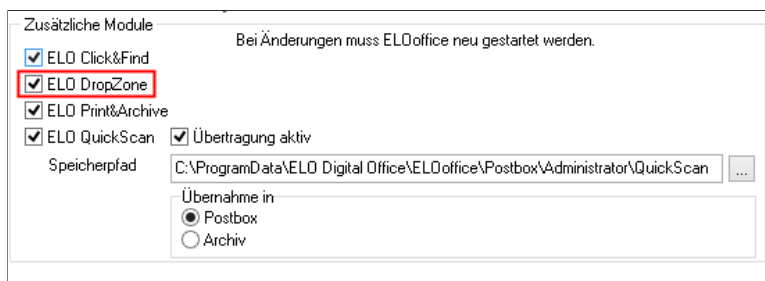 Zusätzliche Module
Bei Änderungen muss ELOoffice neu gestartet werden.
ELO Click&Find
ELO DropZone
ELO Print&Archive
ELO QuickScan Übertragung aktiv
Speicherpfad C:\ProgramData\ELO Digital Office\ELOoffice\Postbox\Administrator\QuickScan ...
Übernahme in
Postbox
Archiv